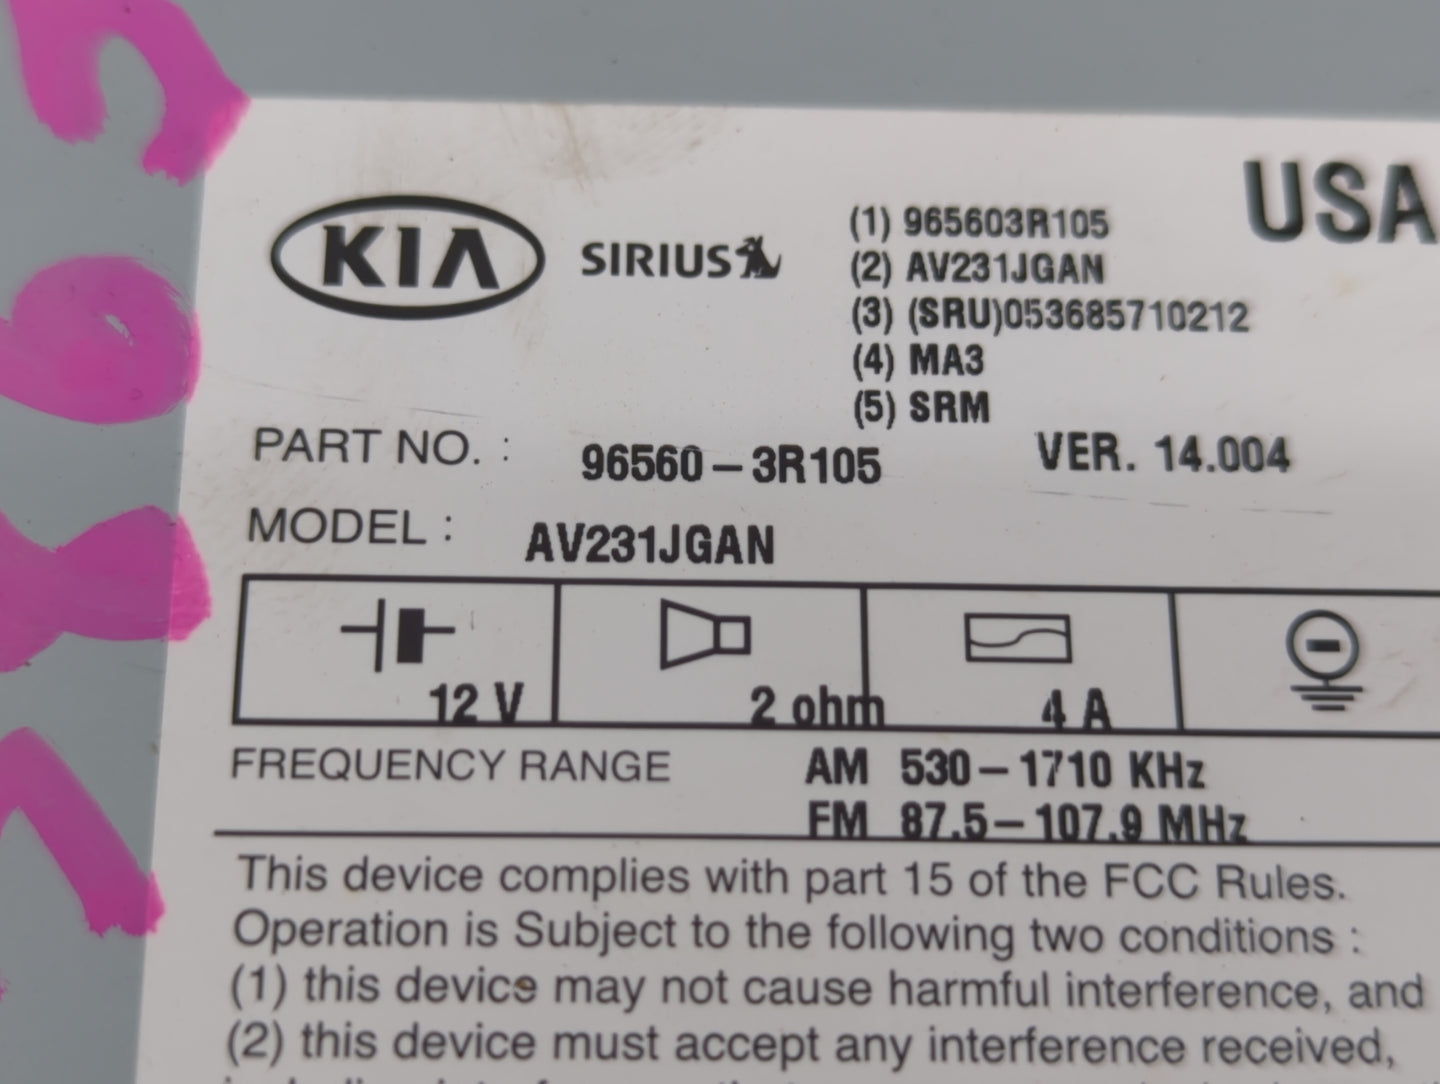 USA
KIA
SIRIUS
(1) 965603R105
(2) AV231JGAN
(3) (SRU)053685710212
(4) MA3
(5) SRM
PART NO. : 96560-3R105
VER. 14.004
MODEL : AV231JGAN
12 V 2 ohm 4 A
FREQUENCY RANGE AM 530-1710 KHz
FM 87.5-107.9 MHz
This device complies with part 15 of the FCC Rules.
Operation is Subject to the following two conditions :
(1) this device may not cause harmful interference, and
(2) this device must accept any interference received,